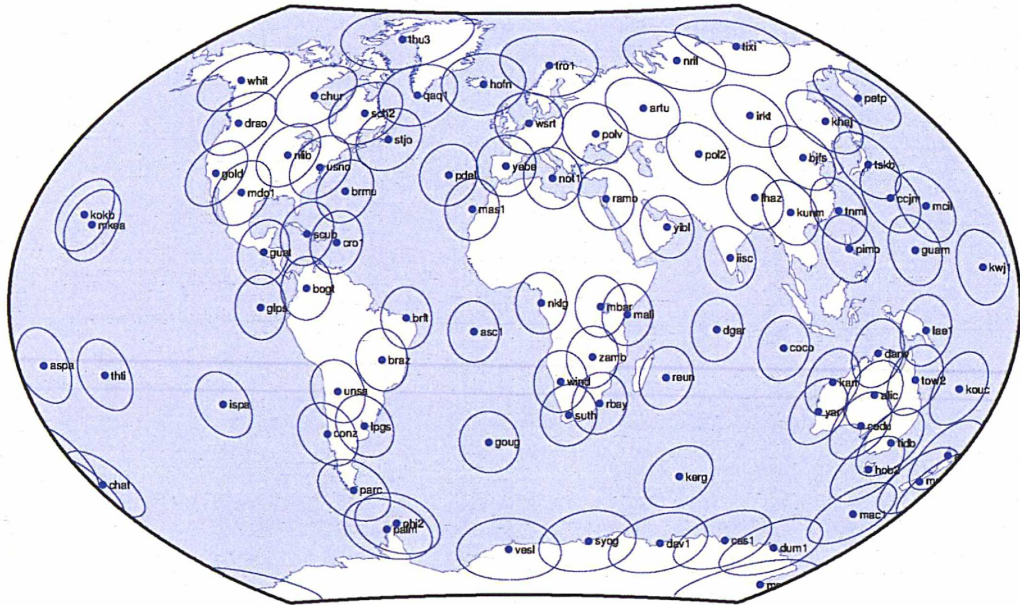 thu3
tixi
tro1
nril
whit
hofn
chur
qaq1
petp
artu
sch2
irkt
khaj
drao
wsrt
polv
stjo
nlib
pol2
bjfs
usno
yebe
tskb
gold
pdel
not1
mdo1
brmu
ramo
lhaz
ccjm
mcil
mas1
kunm
tnml
kokb
mkea
yibl
scub
cro1
guat
iisc
pimo
guam
kwj1
bogt
glps
nklg
mbar
mali
brft
asc1
dgar
lae1
coco
darw
braz
zamb
aspa
thti
reun
wind
karr
tow2
unsa
alic
kouc
ispa
rbay
yar
suth
lpgs
cedu
conz
goug
tidb
hob2
kerg
chat
parc
mac1
ohi2
palm
syog
dav1
cas1
vesl
dum1